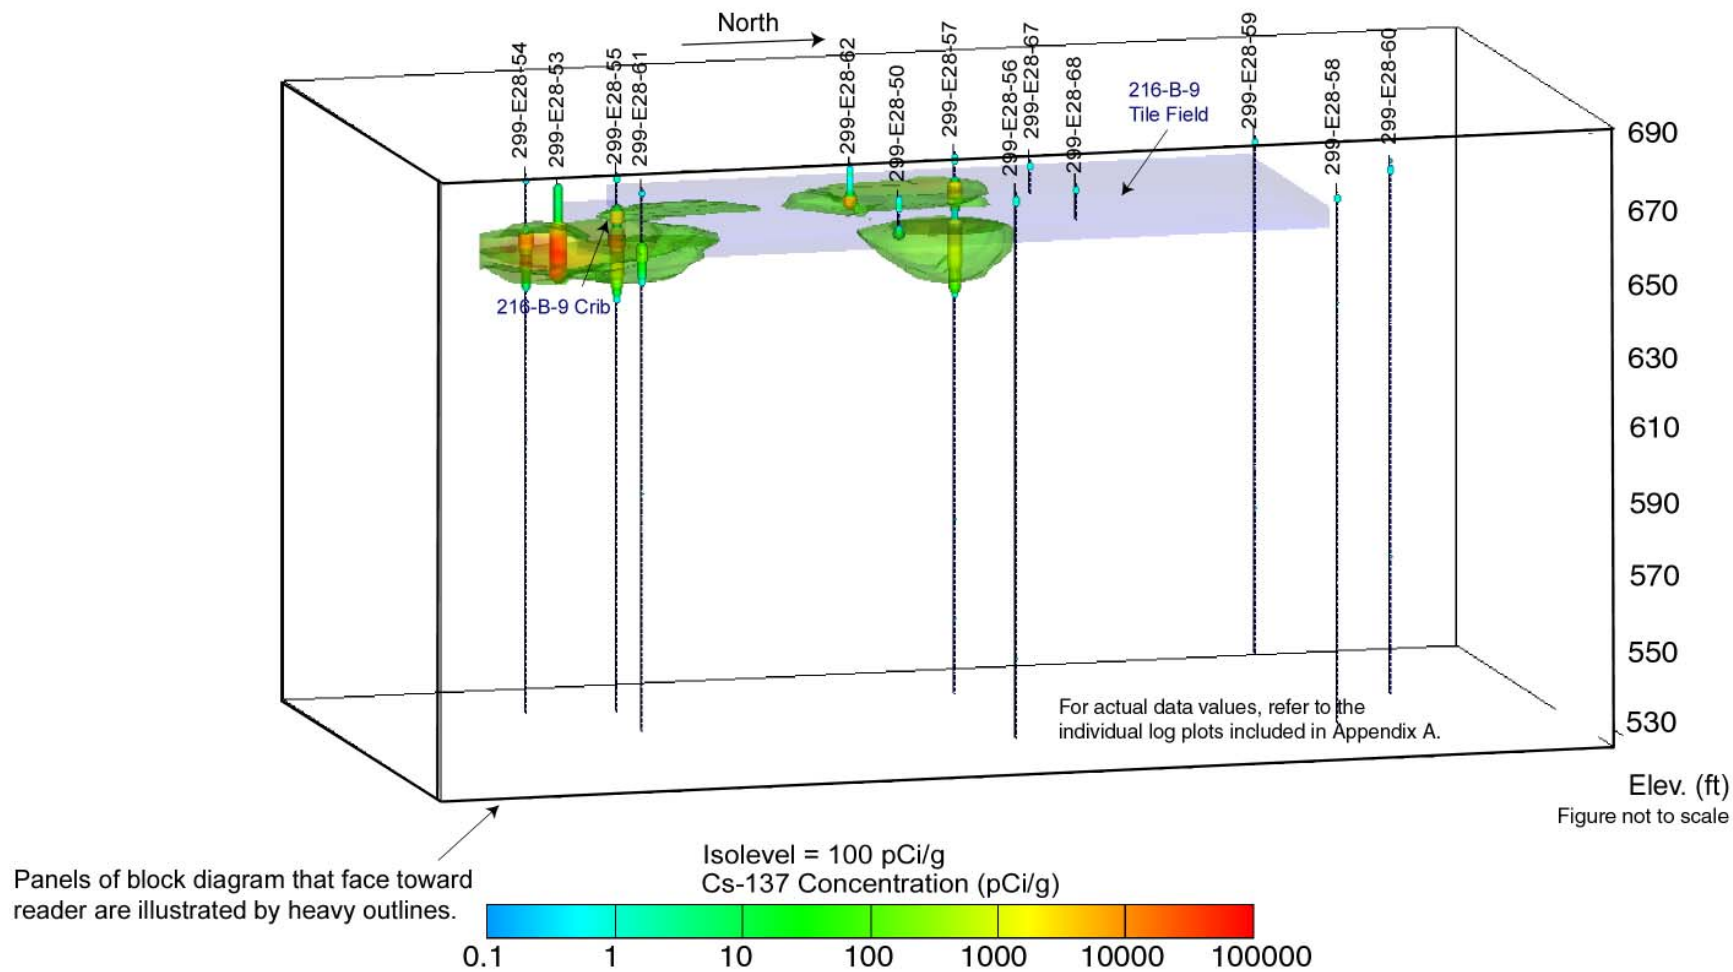 North
299-E28-54
299-E28-53
299-E28-55
299-E28-61
299-E28-62
299-E28-50
299-E28-57
299-E28-56
299-E28-67
299-E28-68
216-B-9
Tile Field
299-E28-59
299-E28-58
299-E28-60
690
670
650
630
610
590
570
550
530
216-B-9 Crib
For actual data values, refer to the
individual log plots included in Appendix A.
Elev. (ft)
Figure not to scale
Panels of block diagram that face toward
reader are illustrated by heavy outlines.
Isolevel = 100 pCi/g
Cs-137 Concentration (pCi/g)
0.1 1 10 100 1000 10000 100000